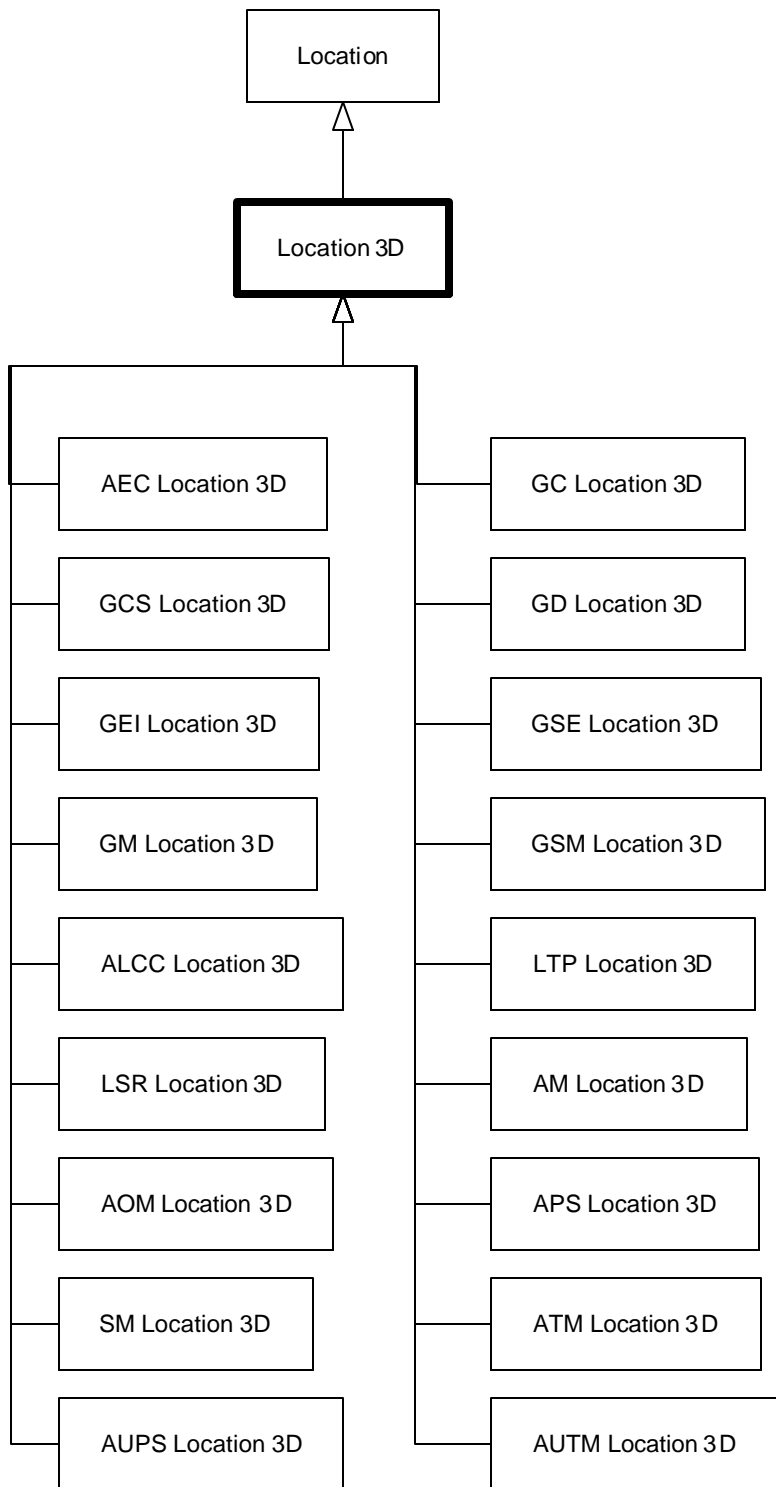 Location
Location 3D
AEC Location 3D
GC Location 3D
GCS Location 3D
GD Location 3D
GEI Location 3D
GSE Location 3D
GM Location 3D
GSM Location 3D
ALCC Location 3D
LTP Location 3D
LSR Location 3D
AM Location 3D
AOM Location 3D
APS Location 3D
SM Location 3D
ATM Location 3D
AUPS Location 3D
AUTM Location 3D